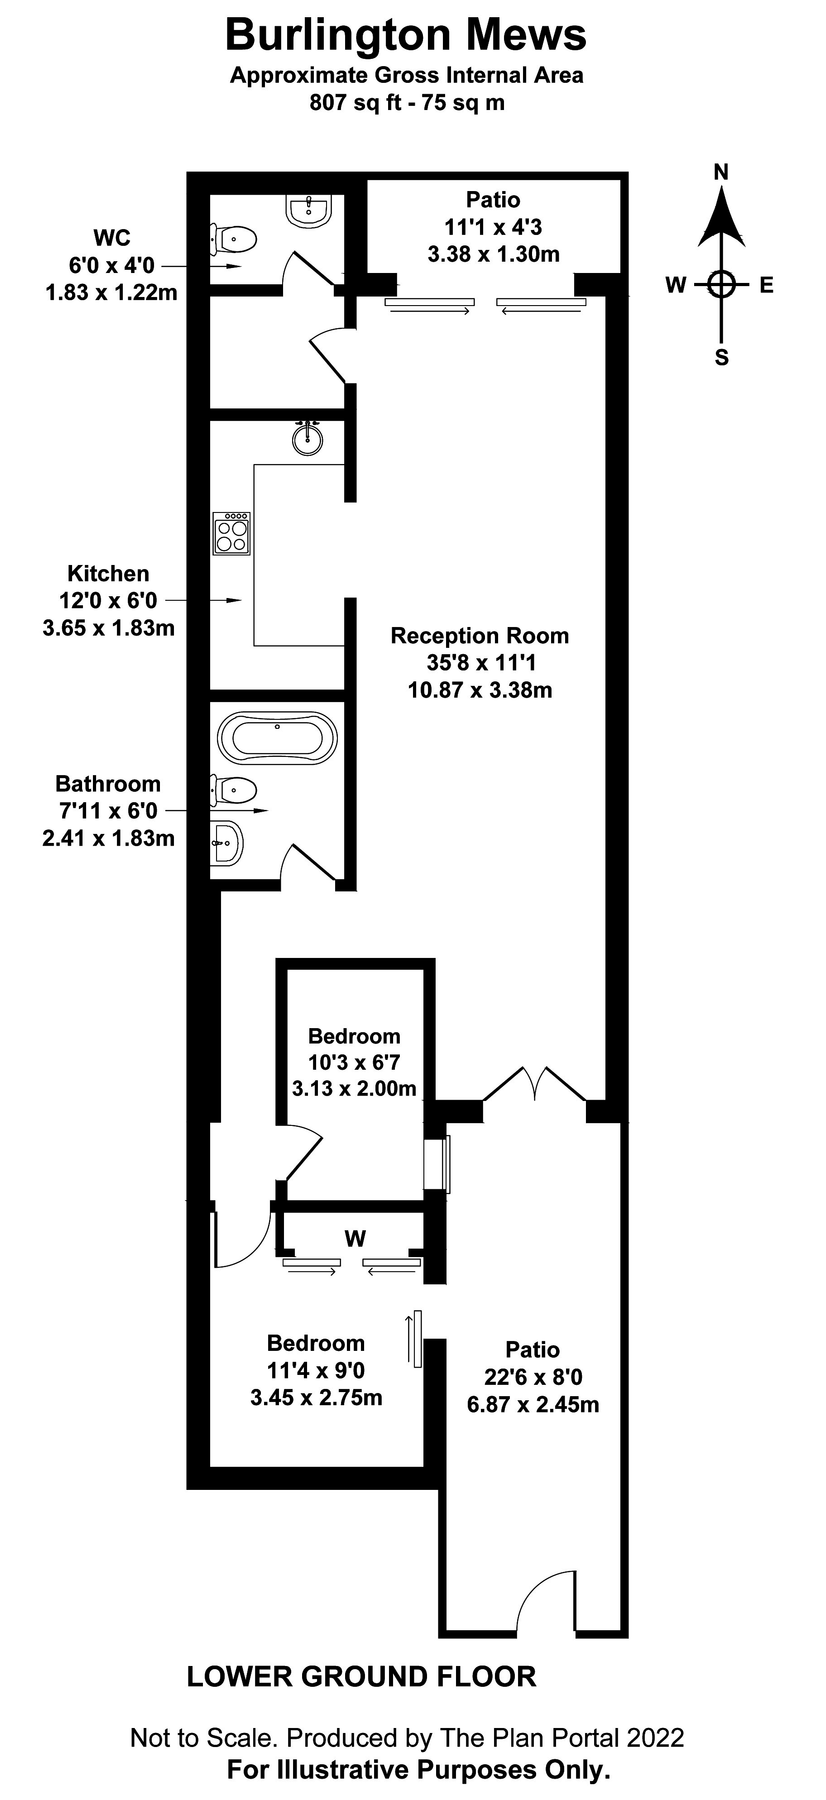 Burlington Mews
Approximate Gross Internal Area
807 sq ft - 75 sq m
N
W
E
S
Patio
11'1 x 4'3
3.38 x 1.30m
WC
6'0 x 4'0
1.83 x 1.22m
Kitchen
12'0 x 6'0
3.65 x 1.83m
Reception Room
35'8 x 11'1
10.87 x 3.38m
Bathroom
7'11 x 6'0
2.41 x 1.83m
Bedroom
10'3 x 6'7
3.13 x 2.00m
W
Bedroom
11'4 x 9'0
3.45 x 2.75m
Patio
22'6 x 8'0
6.87 x 2.45m
LOWER GROUND FLOOR
Not to Scale. Produced by The Plan Portal 2022
For Illustrative Purposes Only.